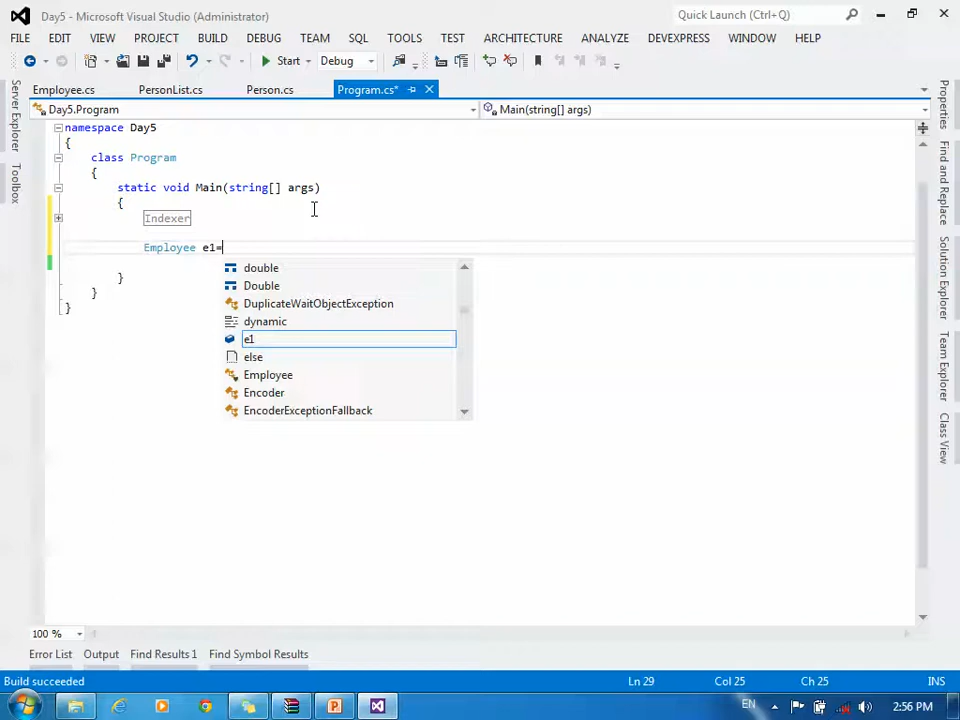 Day5 - Microsoft Visual Studio (Administrator)
Quick Launch (Ctrl+Q)
FILE EDIT VIEW PROJECT BUILD DEBUG TEAM SQL TOOLS TEST ARCHITECTURE ANALYZE DEVEXPRESS WINDOW HELP
Start Debug
Employee.cs PersonList.cs Person.cs Program.cs*
Day5.Program Main(string[] args)
namespace Day5
{
class Program
{
static void Main(string[] args)
{
Indexer
Employee e1=
double
Double
DuplicateWaitObjectException
dynamic
e1
else
Employee
Encoder
EncoderExceptionFallback
}
}
}
Server Explorer
Toolbox
Properties
Find and Replace
Solution Explorer
Team Explorer
Class View
100 %
Error List Output Find Results 1 Find Symbol Results
Build succeeded Ln 29 Col 25 Ch 25 INS
EN 2:56 PM